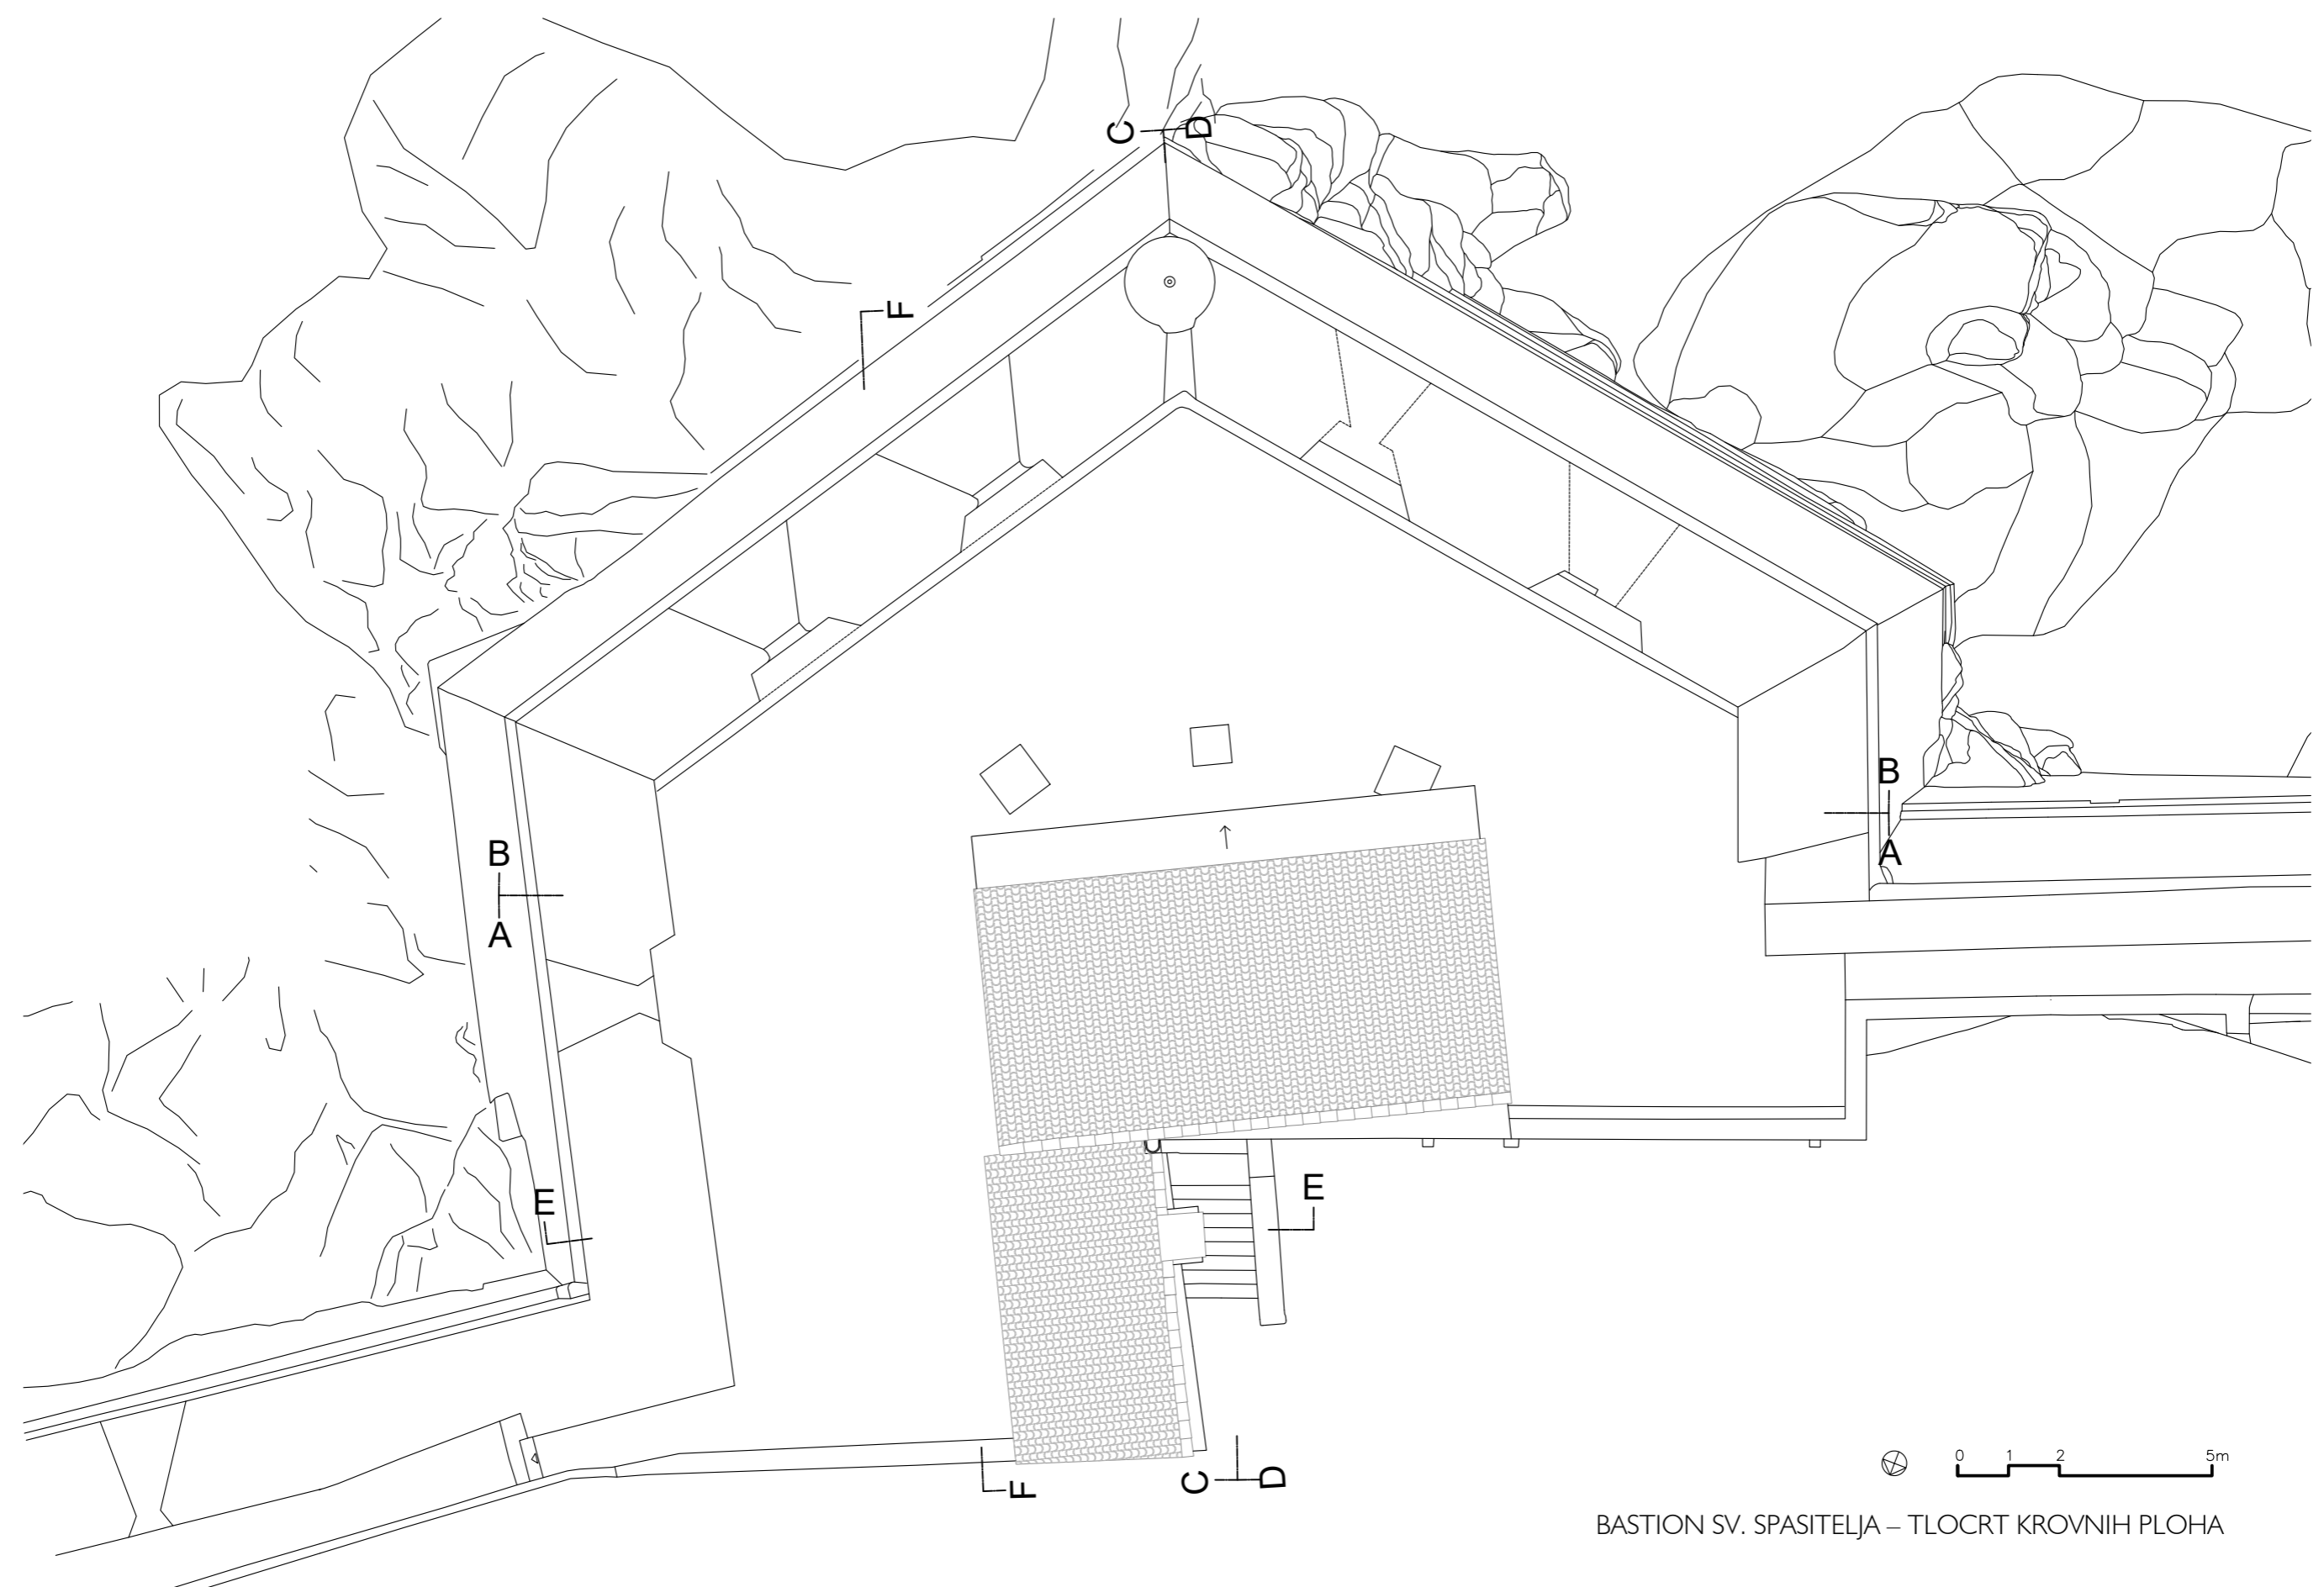 C
D
F
B
B
A
A
E
E
F
C
D
0 1 2 5m
BASTION SV. SPASITELJA – TLOCRT KROVNIH PLOHA